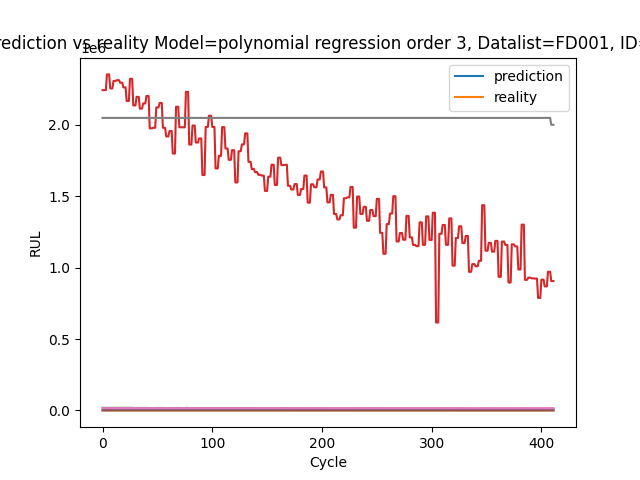 rediction vs reality Model=polynomial regression order 3, Datalist=FD001, ID=
1e6
prediction
reality
2.0
1.5
1.0
0.5
0.0
RUL
0
100
200
300
400
Cycle